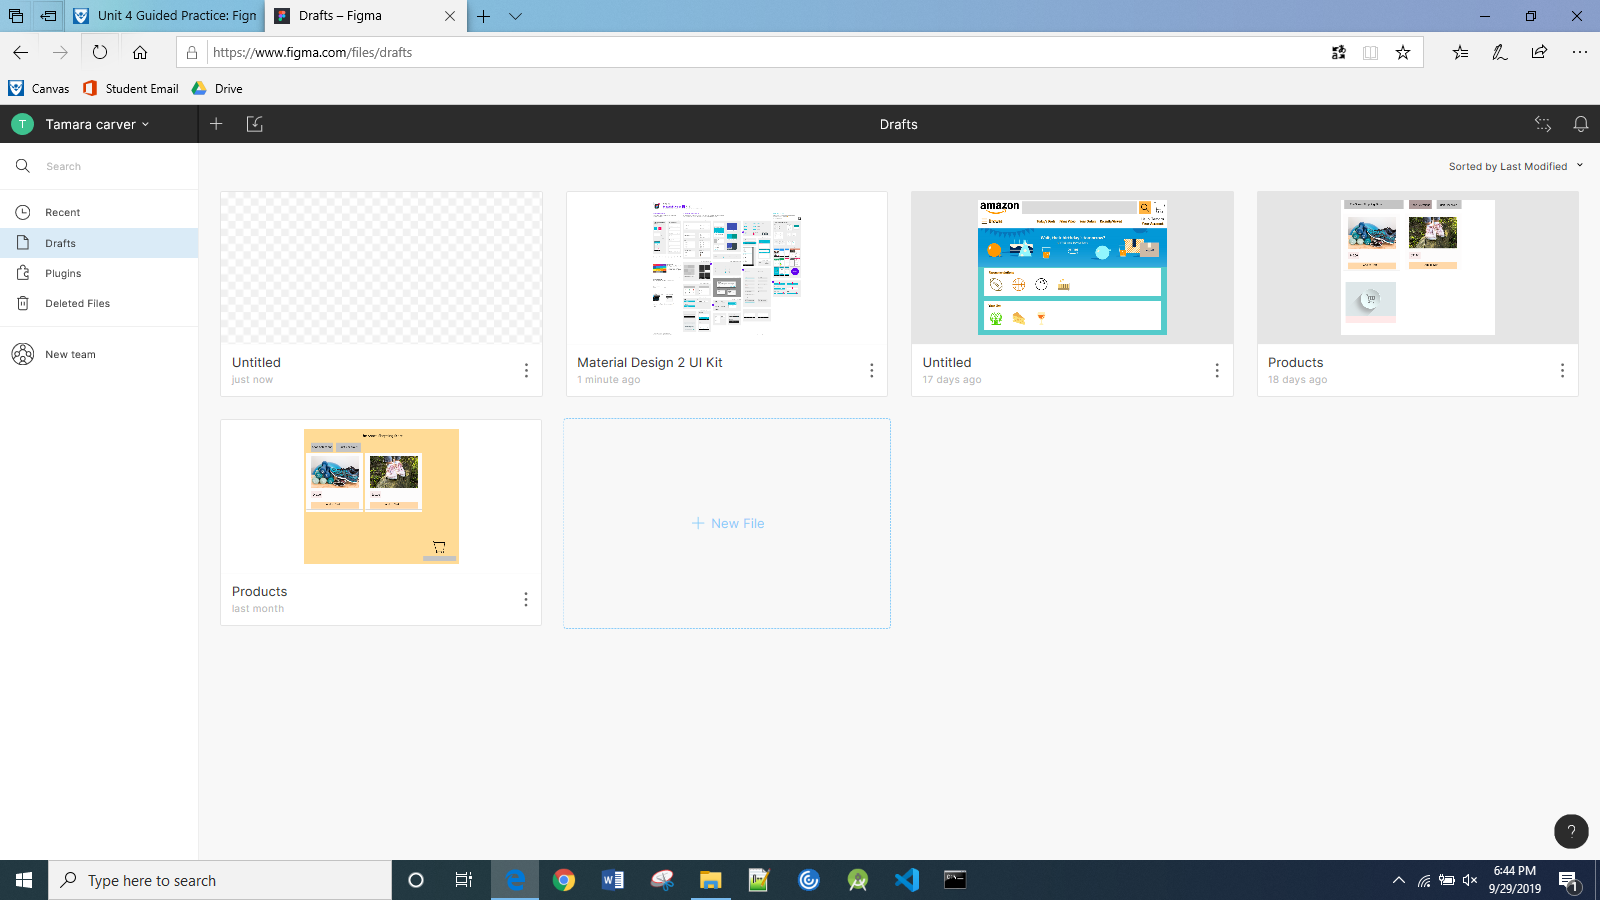 Unit 4 Guided Practice: Figm
Drafts – Figma
https://www.figma.com/files/drafts
Canvas
Student Email
Drive
T
Tamara carver
Drafts
Search
Sorted by Last Modified
Recent
Drafts
Plugins
Deleted Files
New team
amazon
Browse
Untitled
just now
Material Design 2 UI Kit
1 minute ago
Untitled
17 days ago
Products
18 days ago
Products
last month
+ New File
?
Type here to search
6:44 PM
9/29/2019
1